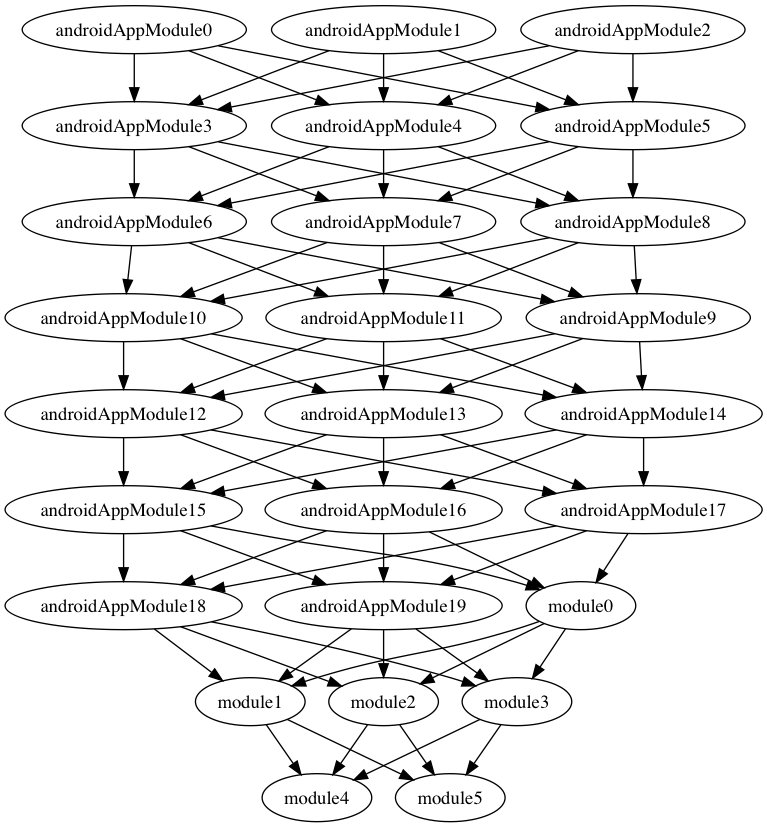 androidAppModule0
androidAppModule1
androidAppModule2
androidAppModule3
androidAppModule4
androidAppModule5
androidAppModule6
androidAppModule7
androidAppModule8
androidAppModule10
androidAppModule11
androidAppModule9
androidAppModule12
androidAppModule13
androidAppModule14
androidAppModule15
androidAppModule16
androidAppModule17
androidAppModule18
androidAppModule19
module0
module1
module2
module3
module4
module5